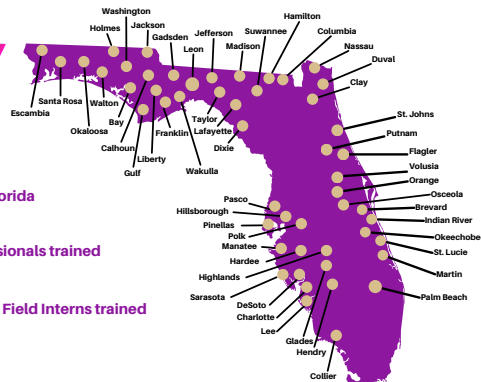 Washington
Hamilton
Holmes
Jackson
Jefferson
Suwannee
Columbia
Gadsden
Madison
Nassau
Leon
Duval
Clay
Escambia
Santa Rosa
Walton
Okaloosa
Bay
Calhoun
Gulf
Liberty
Franklin
Wakulla
Taylor
Lafayette
Dixie
St. Johns
Putnam
Flagler
Volusia
Orange
Osceola
Brevard
Indian River
Okeechobe
St. Lucie
Martin
Palm Beach
Pasco
Hillsborough
Pinellas
Polk
Manatee
Hardee
Highlands
Sarasota
DeSoto
Charlotte
Lee
Glades
Hendry
Collier
orida
sionals trained
Field Interns trained